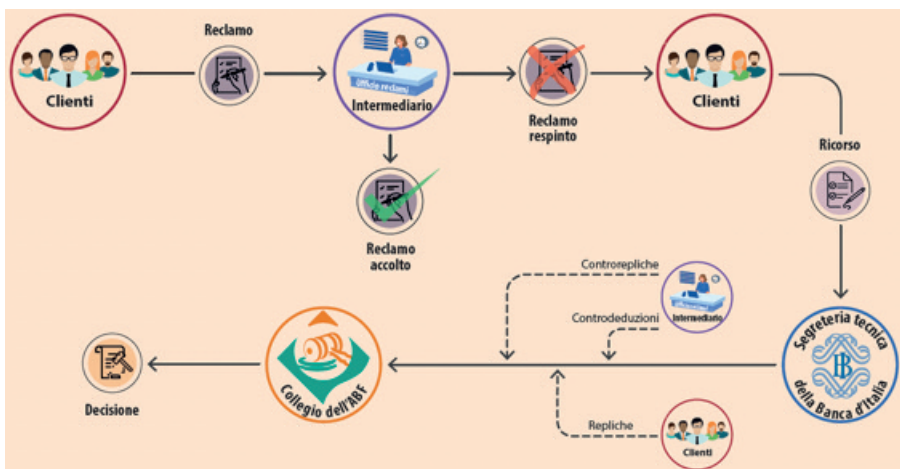 Reclamo
Clienti
Ufficio reclami
Intermediario
Reclamo
respinto
Clienti
Ricorso
Reclamo
accolto
Controrepliche
Controdeduzioni
Intermediario
Segreteria tecnica
della Banca d'Italia
Collegio dell'ABF
Decisione
Repliche
Clienti